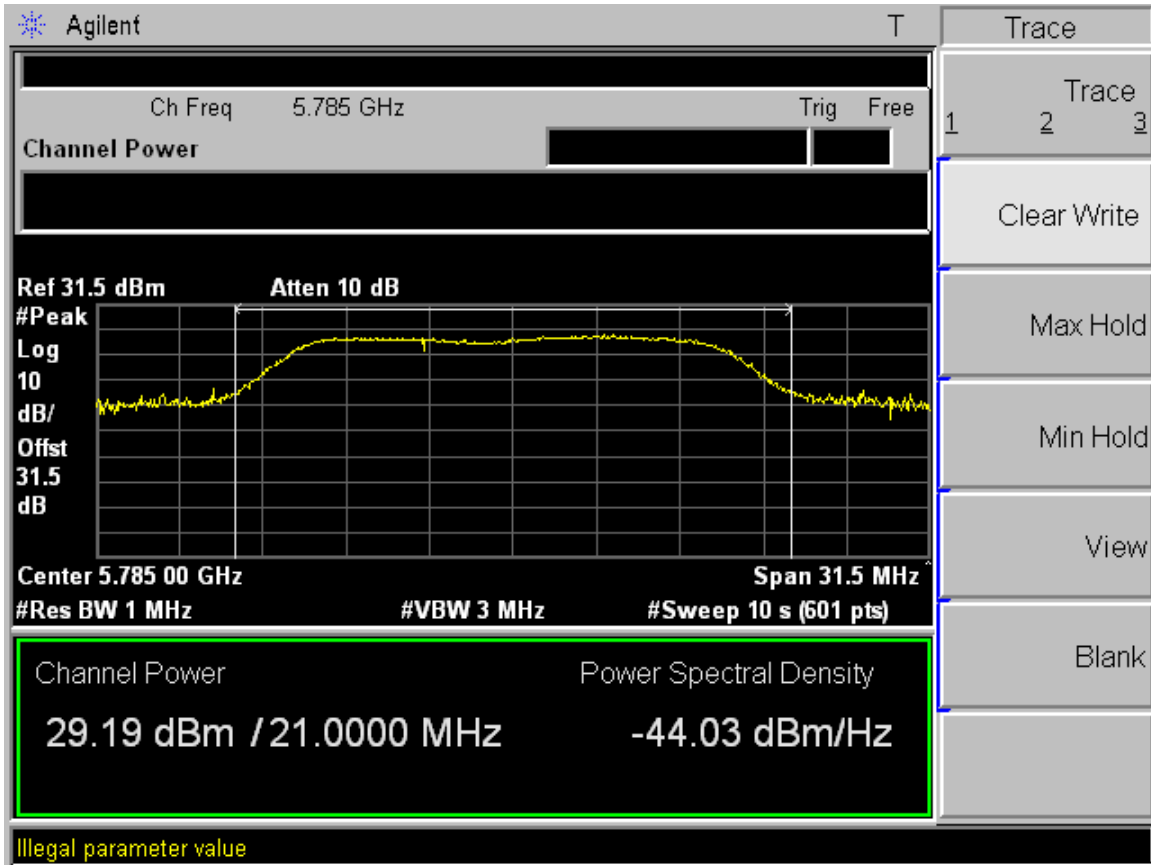 Agilent T Trace
Ch Freq 5.785 GHz Trig Free
Channel Power
Trace
1 2 3
Clear Write
Max Hold
Min Hold
View
Blank
Ref 31.5 dBm Atten 10 dB
#Peak
Log
10
dB/
Offst
31.5
dB
Center 5.785 00 GHz Span 31.5 MHz^
#Res BW 1 MHz #VBW 3 MHz #Sweep 10 s (601 pts)
Channel Power Power Spectral Density
29.19 dBm / 21.0000 MHz -44.03 dBm/Hz
Illegal parameter value